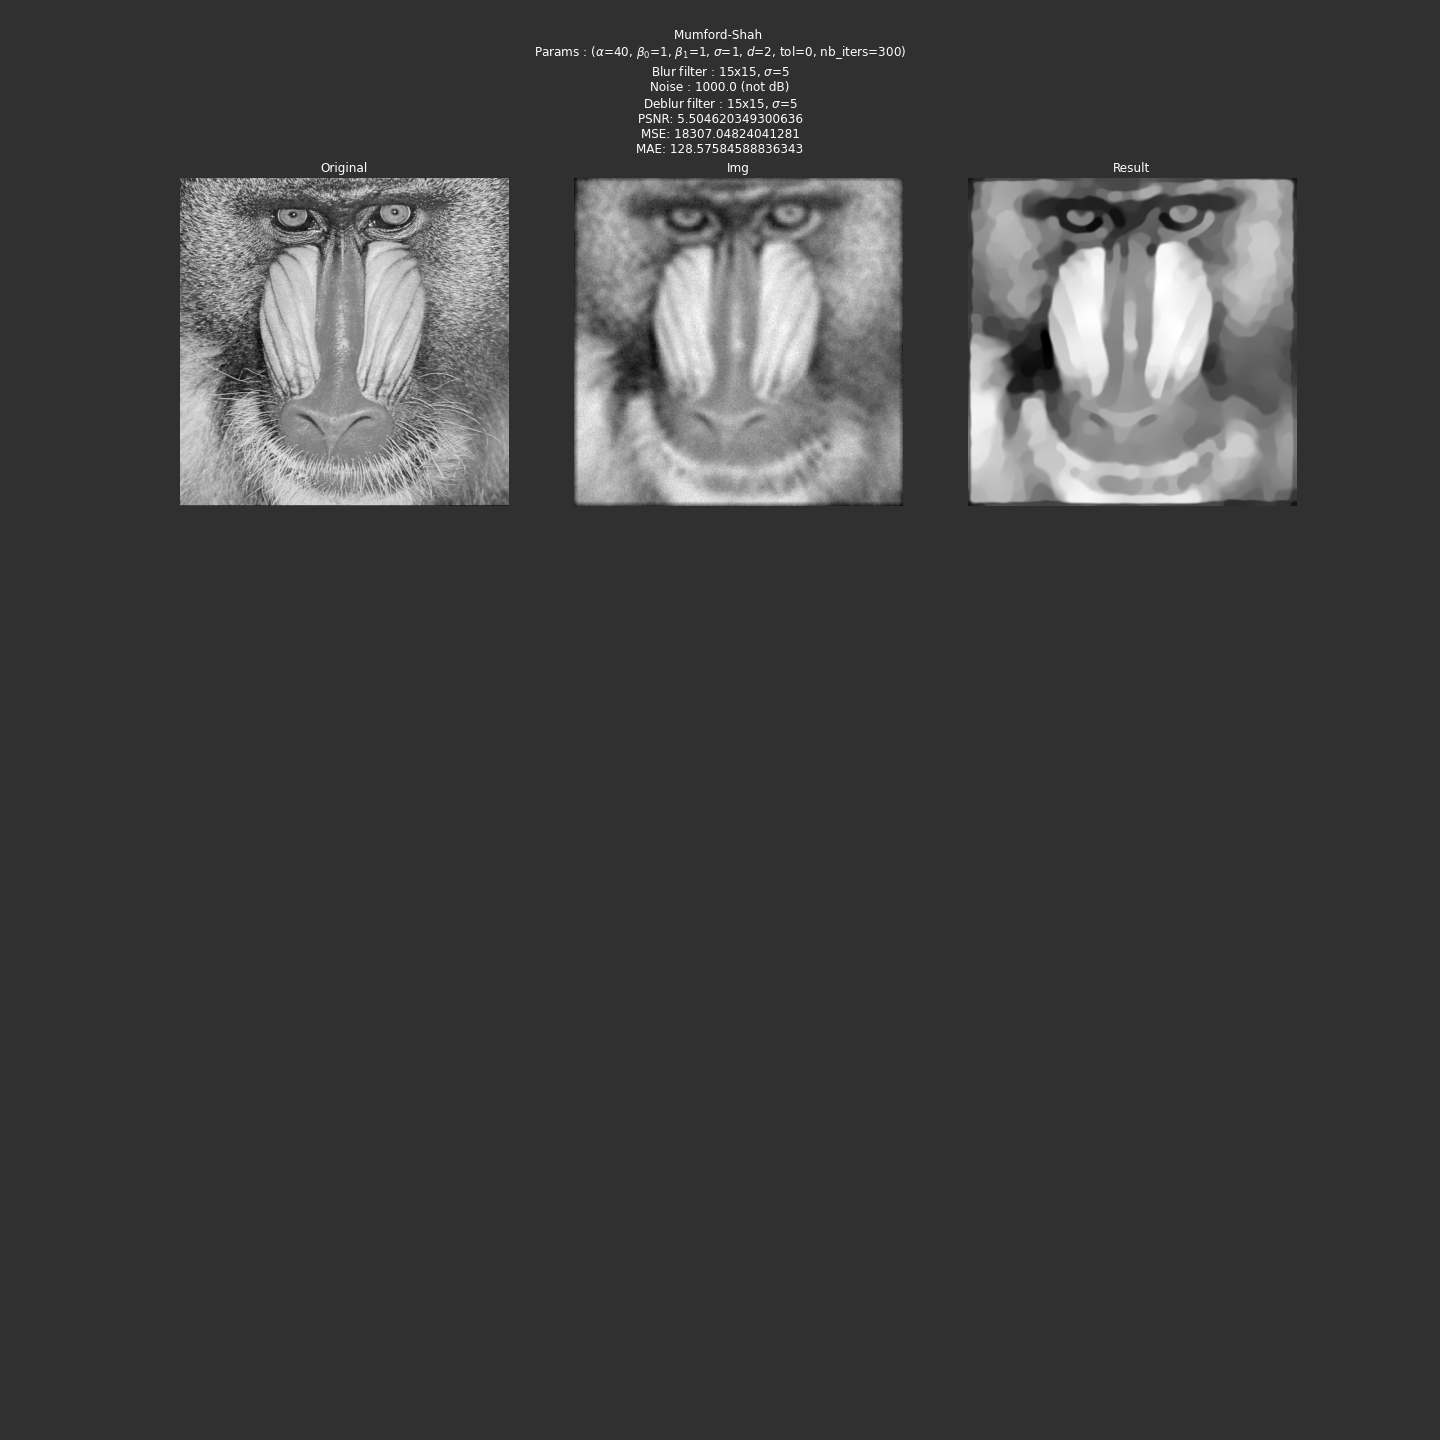 Mumford-Shah
Params : (α=40, β₀=1, β₁=1, σ=1, d=2, tol=0, nb_iters=300)
Blur filter : 15x15, σ=5
Noise : 1000.0 (not dB)
Deblur filter : 15x15, σ=5
PSNR: 5.504620349300636
MSE: 18307.04824041281
MAE: 128.57584588836343
Original
Img
Result